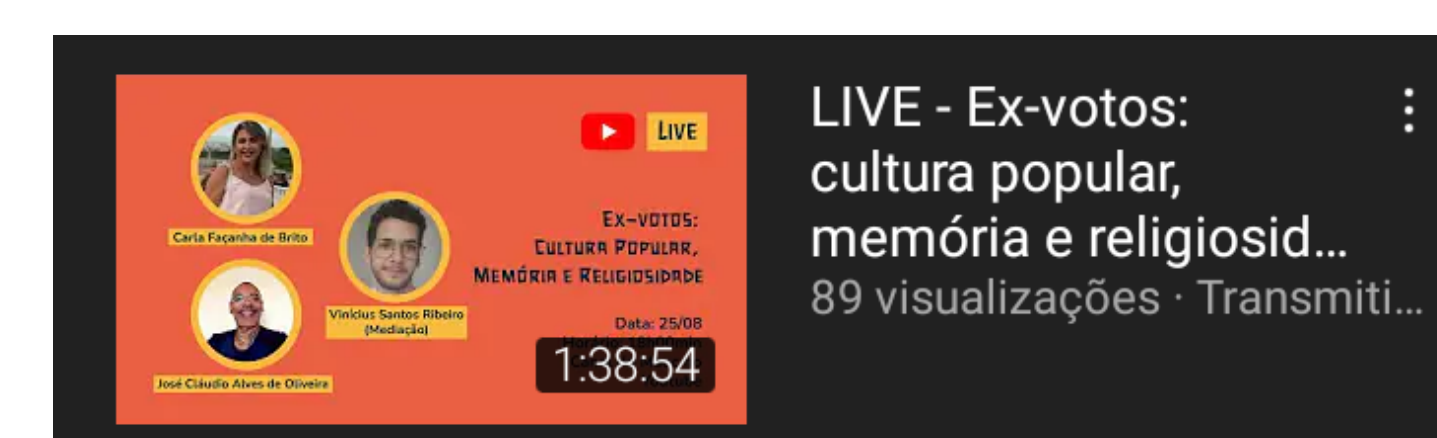 LIVE
Carla Façanha de Brito
Ex-votos:
Cultura Popular,
Memória e Religiosidade
Vinícius Santos Ribeiro
(Mediação)
Data: 25/08
José Cláudio Alves de Oliveira
1:38:54
LIVE - Ex-votos:
cultura popular,
memória e religiosid...
89 visualizações · Transmiti...